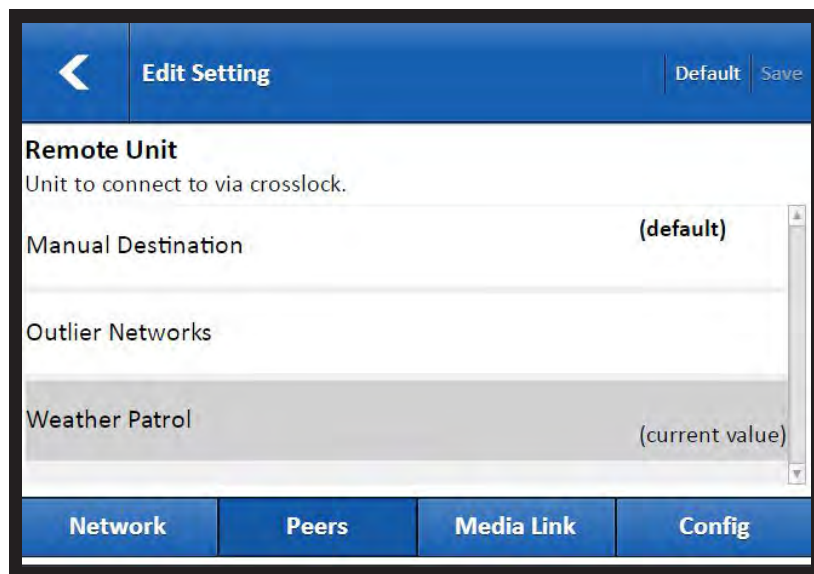 Edit Setting
Default Save
Remote Unit
Unit to connect to via crosslock.
Manual Destination (default)
Outlier Networks
Weather Patrol (current value)
Network Peers Media Link Config